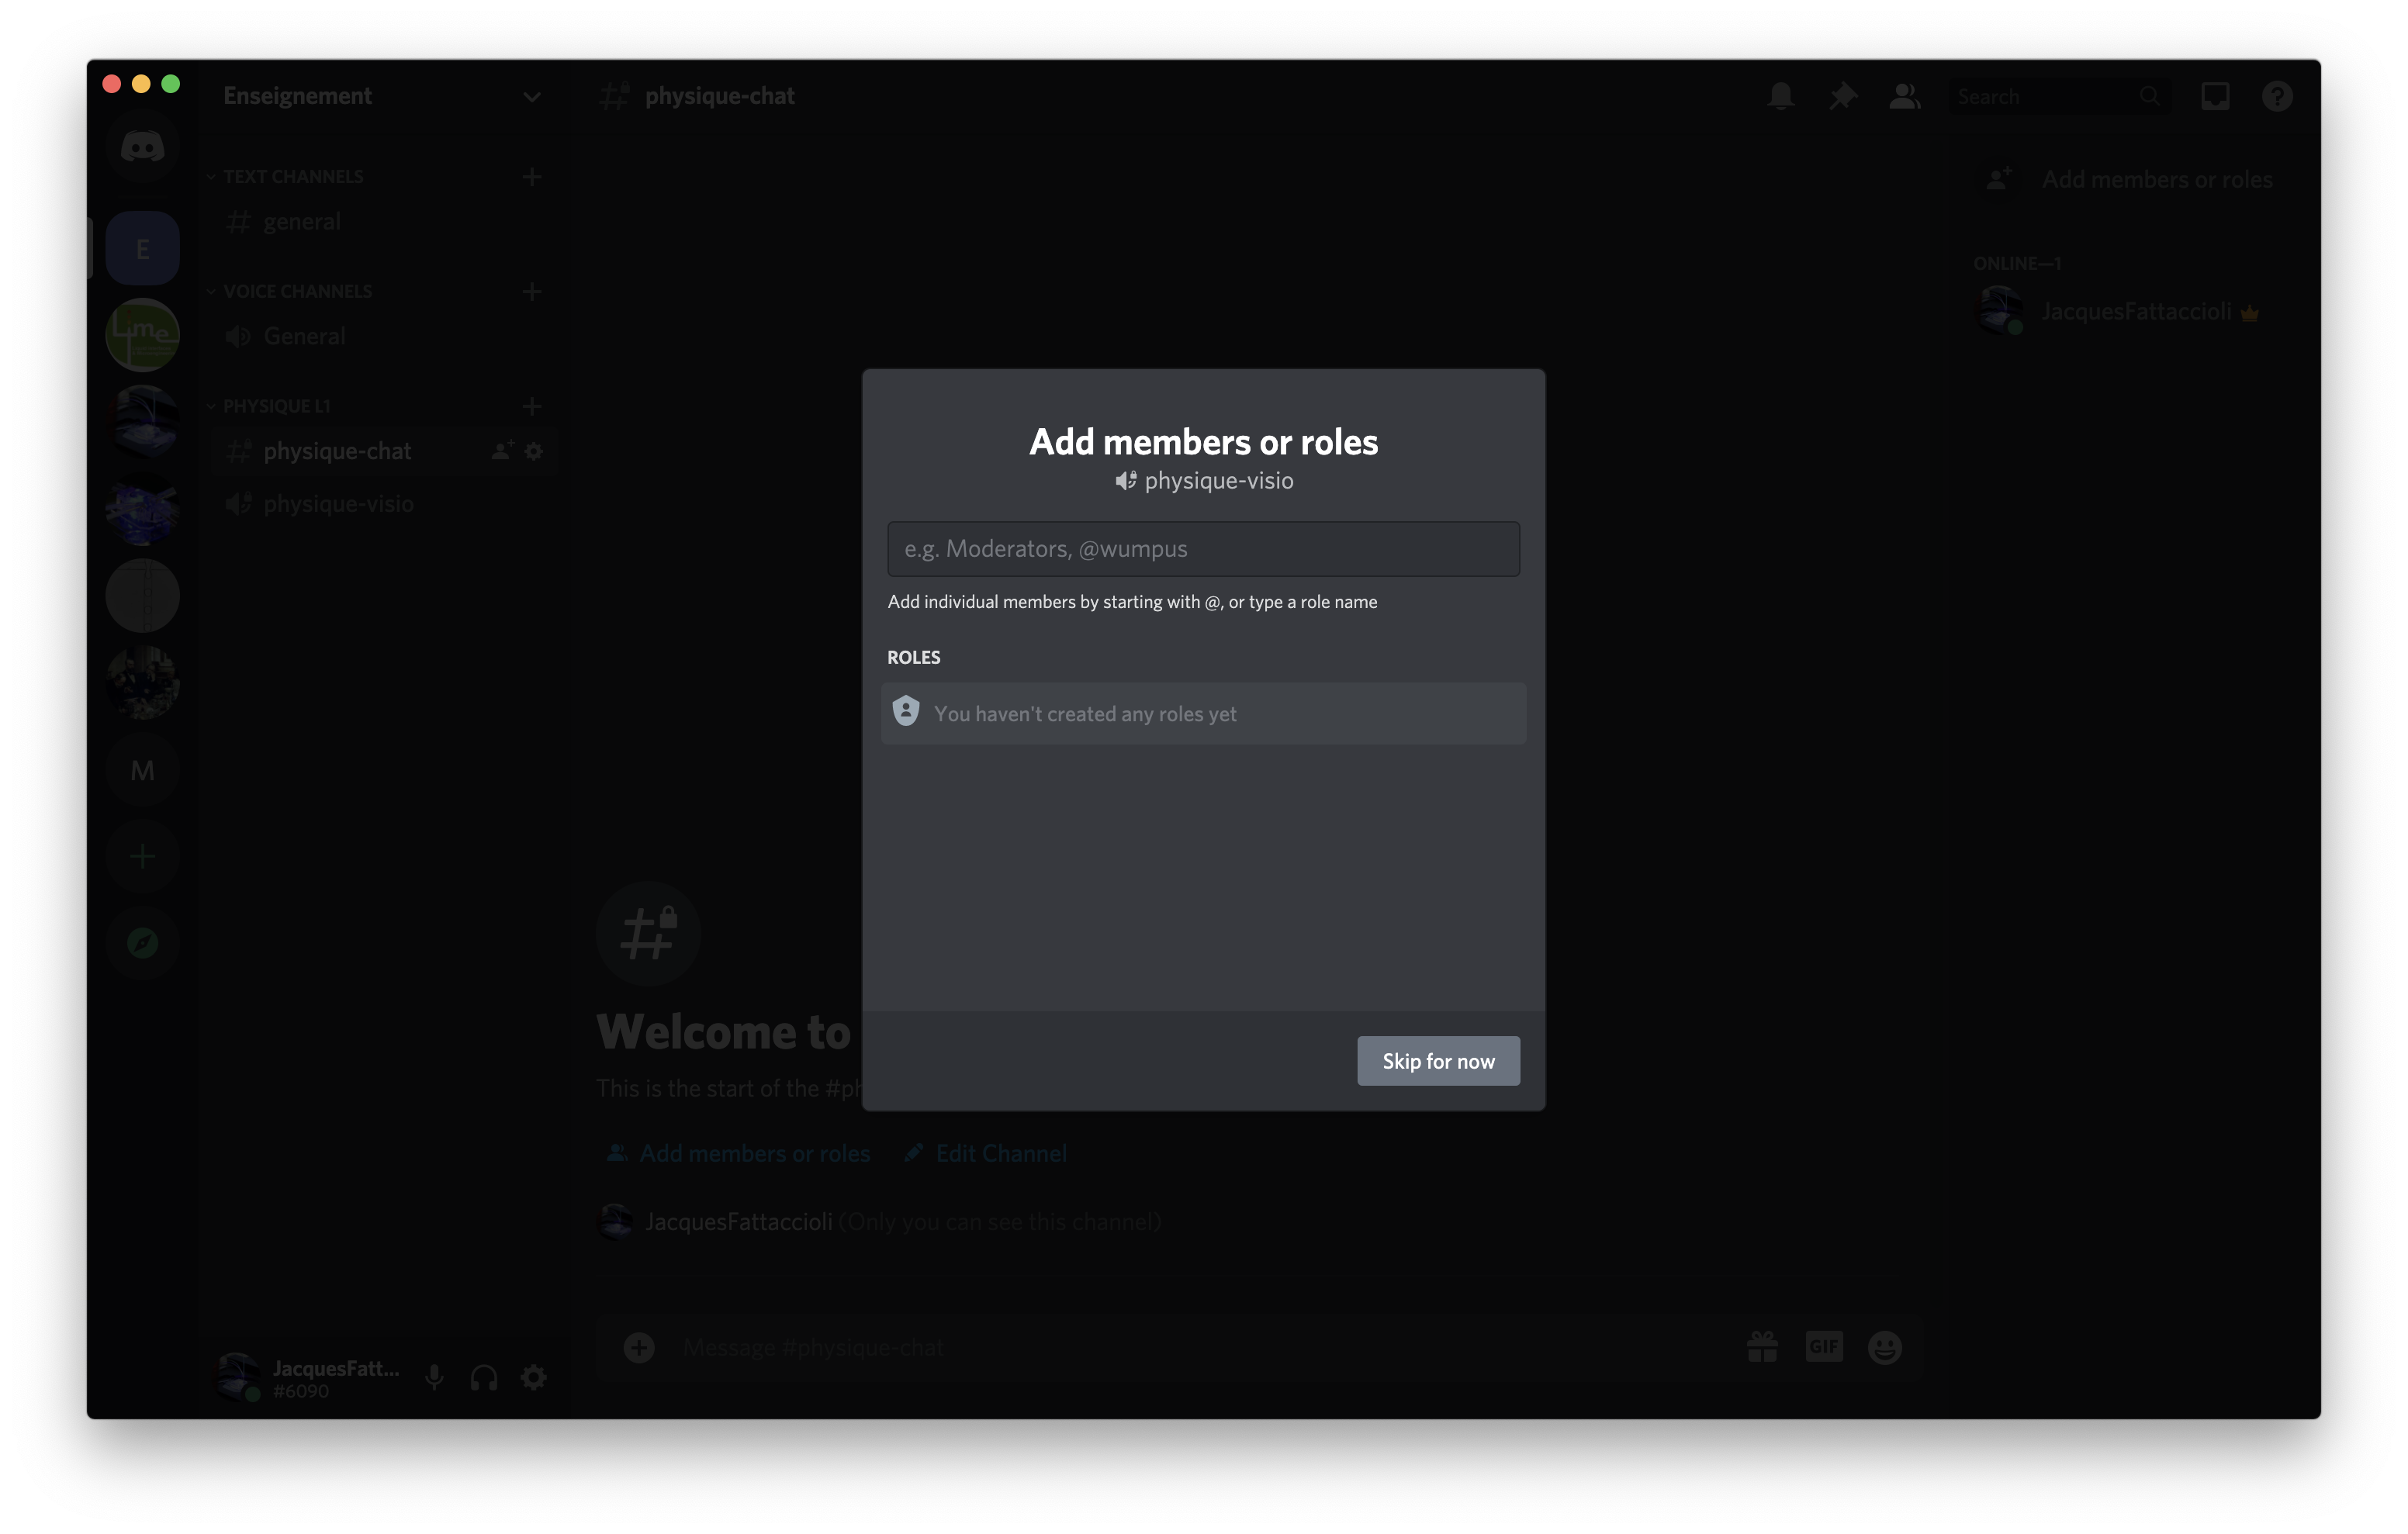 Enseignement
physique-chat
Search
TEXT CHANNELS
general
E
VOICE CHANNELS
General
Lime
PHYSIQUE L1
physique-chat
physique-visio
M
Add members or roles
ONLINE—1
JacquesFattaccioli
Add members or roles
physique-visio
e.g. Moderators, @wumpus
Add individual members by starting with @, or type a role name
ROLES
You haven't created any roles yet
Skip for now
Welcome to
This is the start of the #ph
Add members or roles
Edit Channel
JacquesFattaccioli (Only you can see this channel)
Message #physique-chat
GIF
JacquesFatt...
#6090